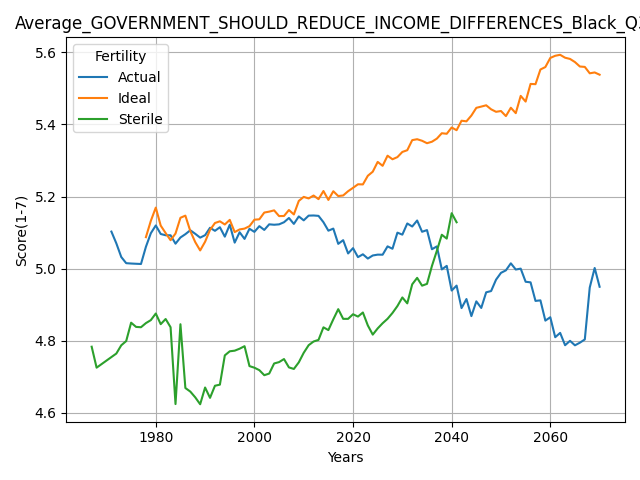 Average_GOVERNMENT_SHOULD_REDUCE_INCOME_DIFFERENCES_Black_Q
Fertility
Actual
Ideal
Sterile
Score(1-7)
5.6
5.4
5.2
5.0
4.8
4.6
1980
2000
2020
2040
2060
Years